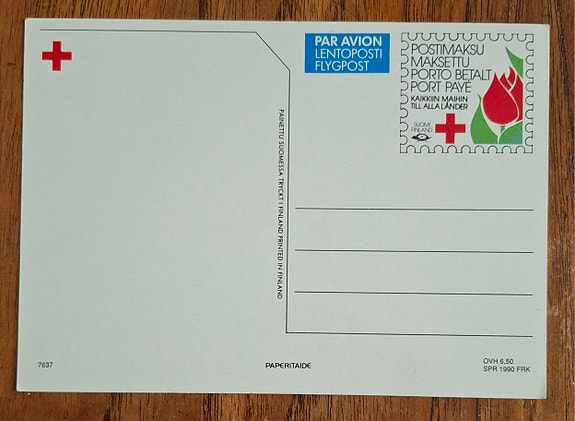 PAR AVION
LENTOPOSTI
FLYGPOST
POSTIMAKSU
MAKSETTU
PORTO BETALT
PORT PAYÉ
KAIKKIIN MAIHIN
TILL ALLA LÄNDER
SUOMI
FINLAND
PAINETTU SUOMESSA TRYCKT I FINLAND PRINTED IN FINLAND
7637
PAPERITAIDE
OVH 6,50
SPR 1990 FRK